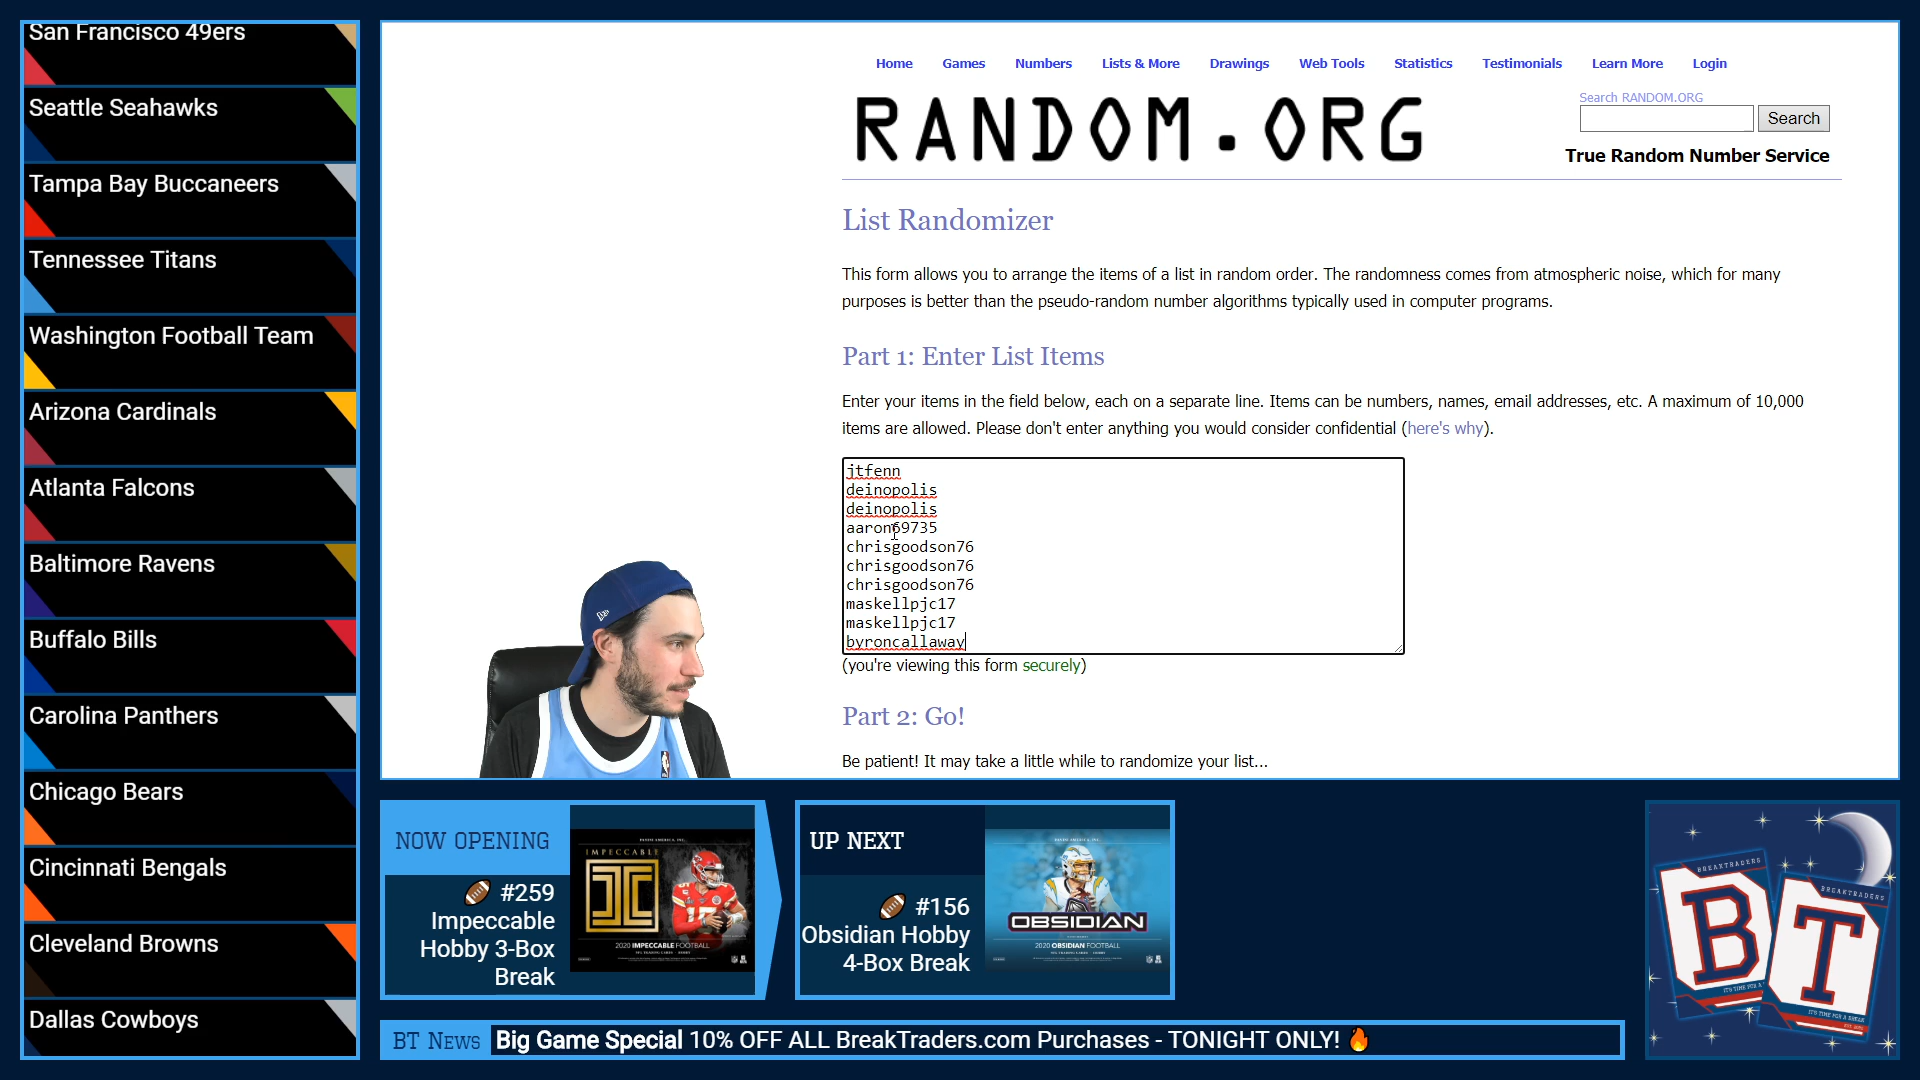 San Francisco 49ers
Seattle Seahawks
Tampa Bay Buccaneers
Tennessee Titans
Washington Football Team
Arizona Cardinals
Atlanta Falcons
Baltimore Ravens
Buffalo Bills
Carolina Panthers
Chicago Bears
Cincinnati Bengals
Cleveland Browns
Dallas Cowboys
Home Games Numbers Lists & More Drawings Web Tools Statistics Testimonials Learn More Login
RANDOM.ORG
Search RANDOM.ORG
Search
True Random Number Service
List Randomizer
This form allows you to arrange the items of a list in random order. The randomness comes from atmospheric noise, which for many
purposes is better than the pseudo-random number algorithms typically used in computer programs.
Part 1: Enter List Items
Enter your items in the field below, each on a separate line. Items can be numbers, names, email addresses, etc. A maximum of 10,000
items are allowed. Please don't enter anything you would consider confidential (here's why).
jtfenn
deinopolis
deinopolis
aaron69735
chrisgoodson76
chrisgoodson76
chrisgoodson76
maskellpjc17
maskellpjc17
byroncallaway
(you're viewing this form securely)
Part 2: Go!
Be patient! It may take a little while to randomize your list...
NOW OPENING
#259
Impeccable
Hobby 3-Box
Break
IMPECCABLE
2020 IMPECCABLE FOOTBALL
UP NEXT
#156
Obsidian Hobby
4-Box Break
OBSIDIAN
2020 OBSIDIAN FOOTBALL
BREAKTRADERS
B
BREAKTRADERS
T
BT News Big Game Special 10% OFF ALL BreakTraders.com Purchases - TONIGHT ONLY!